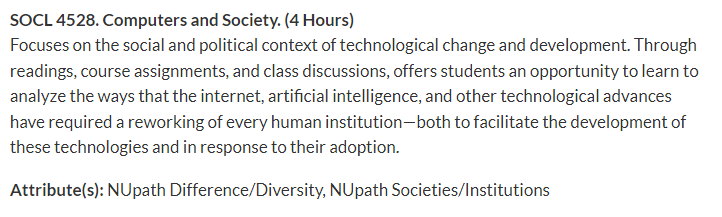 SOCL 4528. Computers and Society. (4 Hours)
Focuses on the social and political context of technological change and development. Through
readings, course assignments, and class discussions, offers students an opportunity to learn to
analyze the ways that the internet, artificial intelligence, and other technological advances
have required a reworking of every human institution—both to facilitate the development of
these technologies and in response to their adoption.
Attribute(s): NUpath Difference/Diversity, NUpath Societies/Institutions